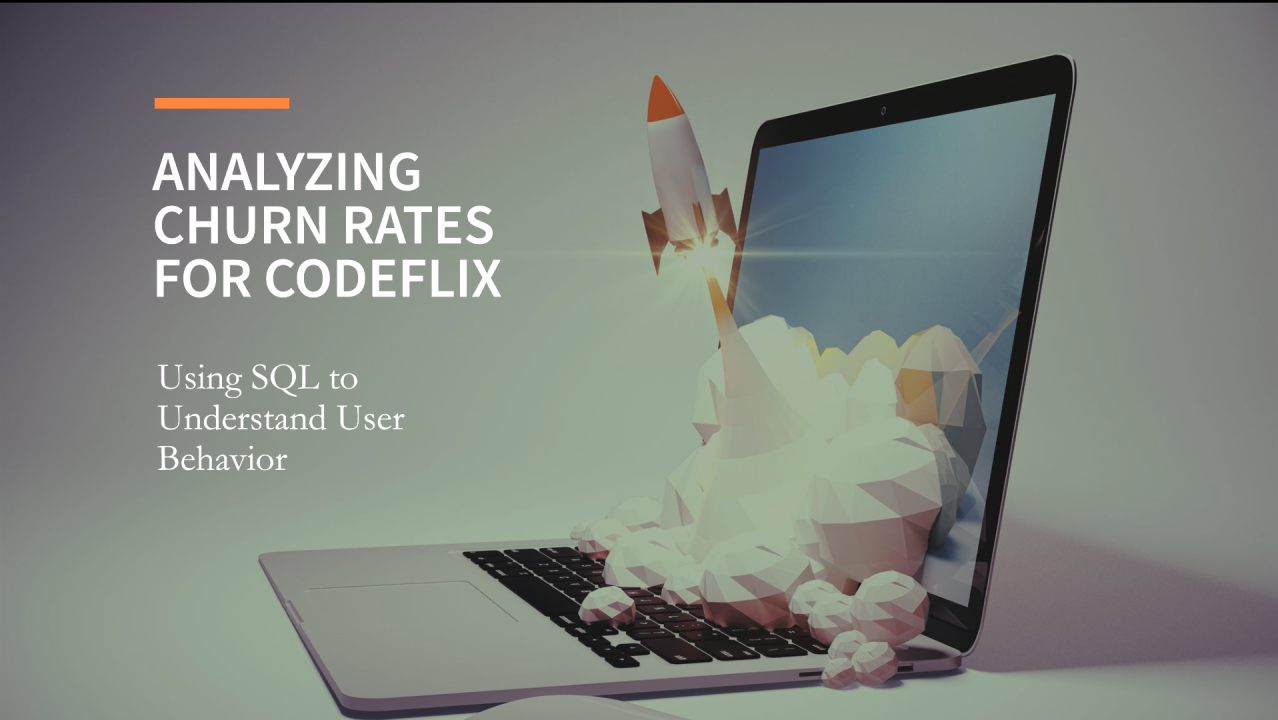 ANALYZING
CHURN RATES
FOR CODEFLIX
Using SQL to
Understand User
Behavior